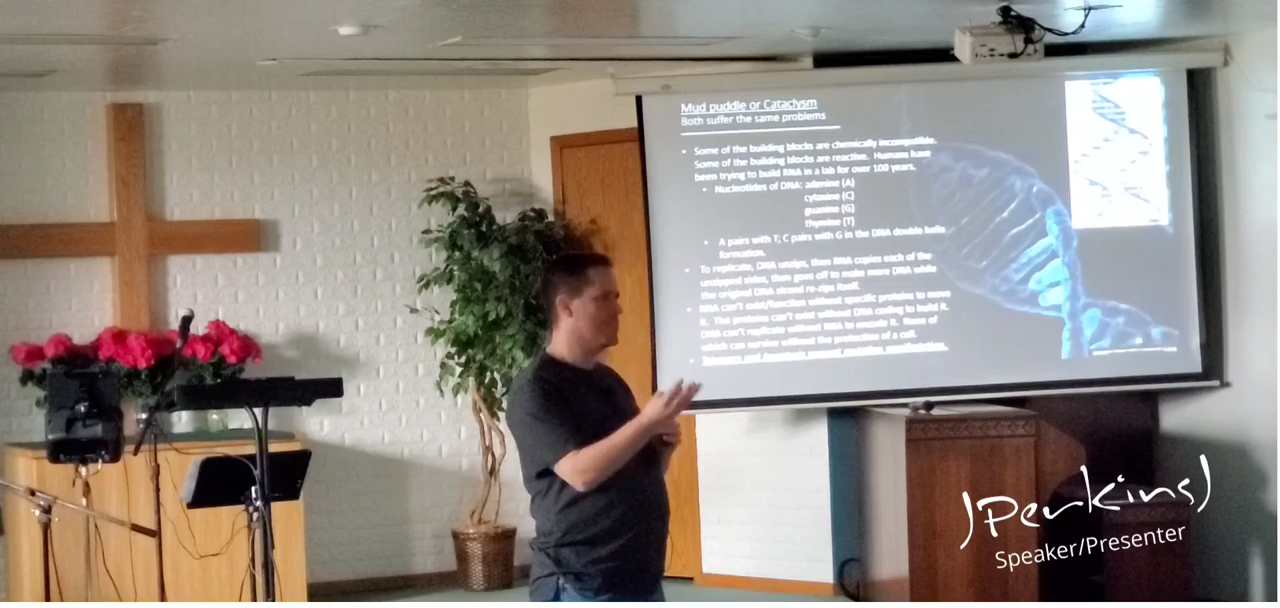 Mud puddle or Cataclysm
Both suffer the same problems
• Some of the building blocks are chemically incompatible.
Some of the building blocks are reactive. Humans have
been trying to build RNA in a lab for over 100 years.
• Nucleotides of DNA: adenine (A)
cytosine (C)
guanine (G)
thymine (T)
• A pairs with T; C pairs with G in the DNA double helix
formation.
• To replicate, DNA unzips, then RNA copies each of the
unzipped sides, then goes off to make more DNA while
the original DNA strand re-zips itself.
• RNA can't exist/function without specific proteins to move
it. The proteins can't exist without DNA coding to build it.
DNA can't replicate without RNA to encode it. None of
which can survive without the protection of a cell.
• and prevent mutation
JPerkins
Speaker/Presenter